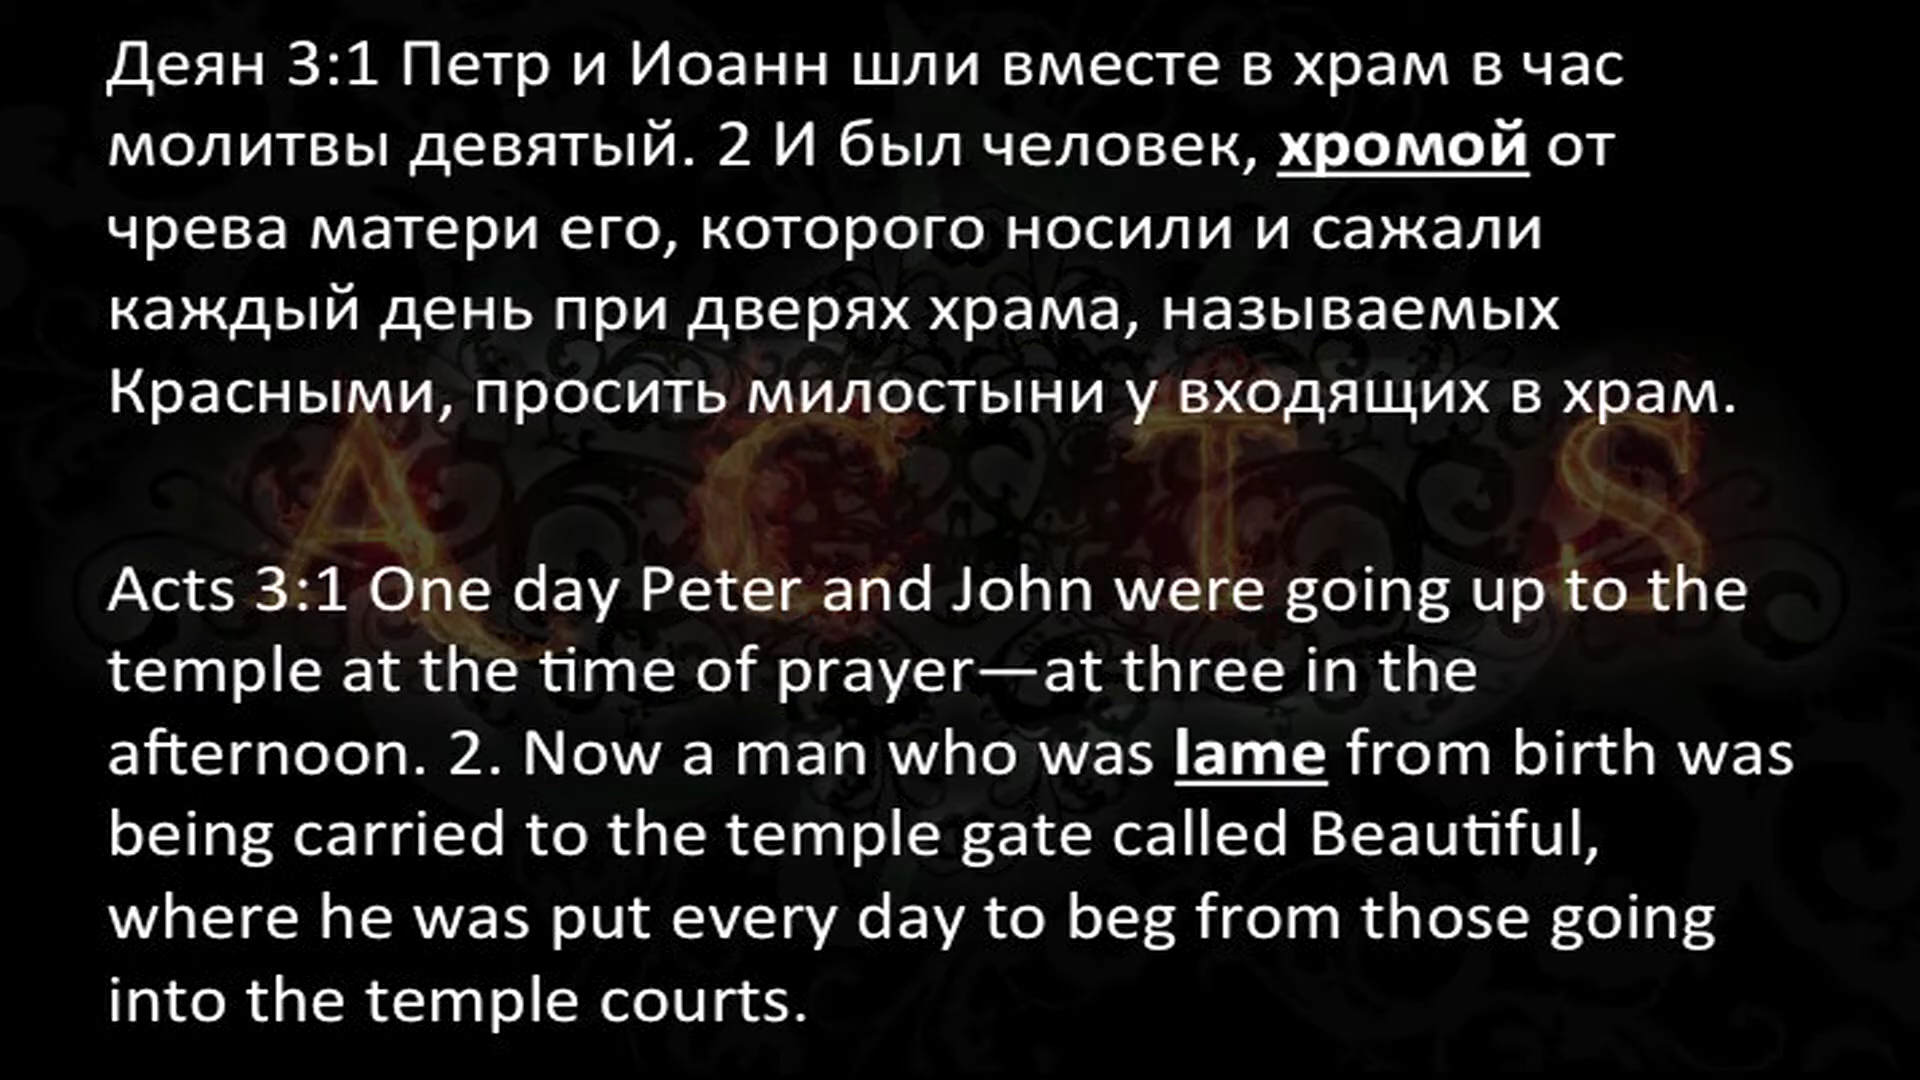 Деян 3:1 Петр и Иоанн шли вместе в храм в час
молитвы девятый. 2 И был человек, хромой от
чрева матери его, которого носили и сажали
каждый день при дверях храма, называемых
Красными, просить милостыни у входящих в храм.
ACTS
Acts 3:1 One day Peter and John were going up to the
temple at the time of prayer—at three in the
afternoon. 2. Now a man who was lame from birth was
being carried to the temple gate called Beautiful,
where he was put every day to beg from those going
into the temple courts.